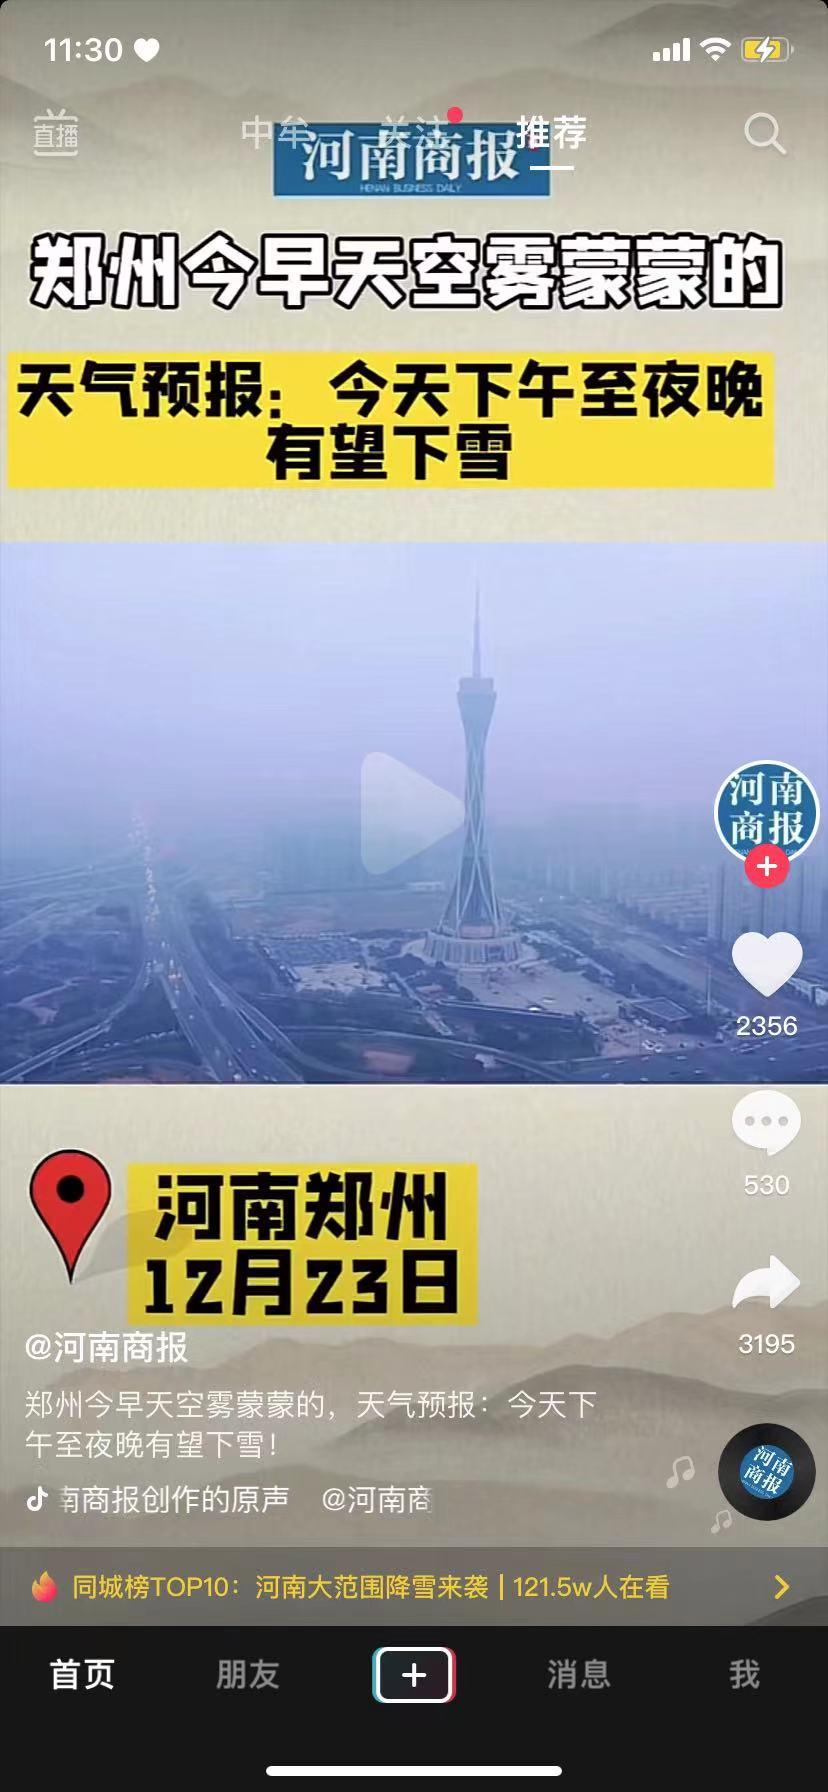 11:30
直播
中牟
关注
推荐
河南商报
HENAN BUSINESS DAILY
郑州今早天空雾蒙蒙的
天气预报：今天下午至夜晚
有望下雪
河南
商报
2356
530
3195
河南郑州
12月23日
@河南商报
郑州今早天空雾蒙蒙的，天气预报：今天下
午至夜晚有望下雪！
南商报创作的原声 @河南商
河南
商报
同城榜TOP10：河南大范围降雪来袭 | 121.5w人在看
首页
朋友
消息
我